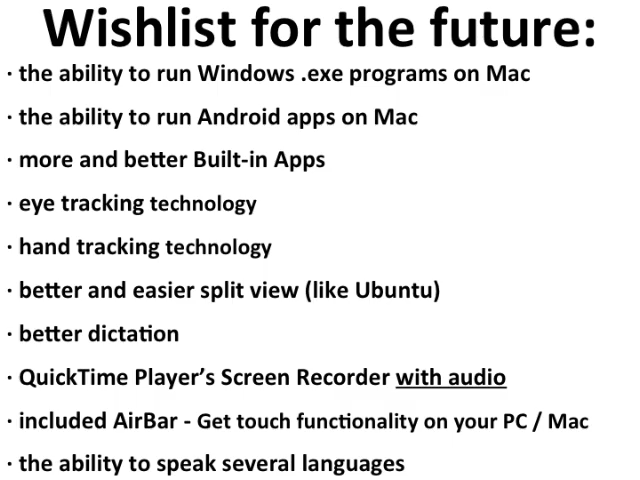 Wishlist for the future:
· the ability to run Windows .exe programs on Mac
· the ability to run Android apps on Mac
· more and better Built-in Apps
· eye tracking technology
· hand tracking technology
· better and easier split view (like Ubuntu)
· better dictation
· QuickTime Player’s Screen Recorder with audio
· included AirBar - Get touch functionality on your PC / Mac
· the ability to speak several languages